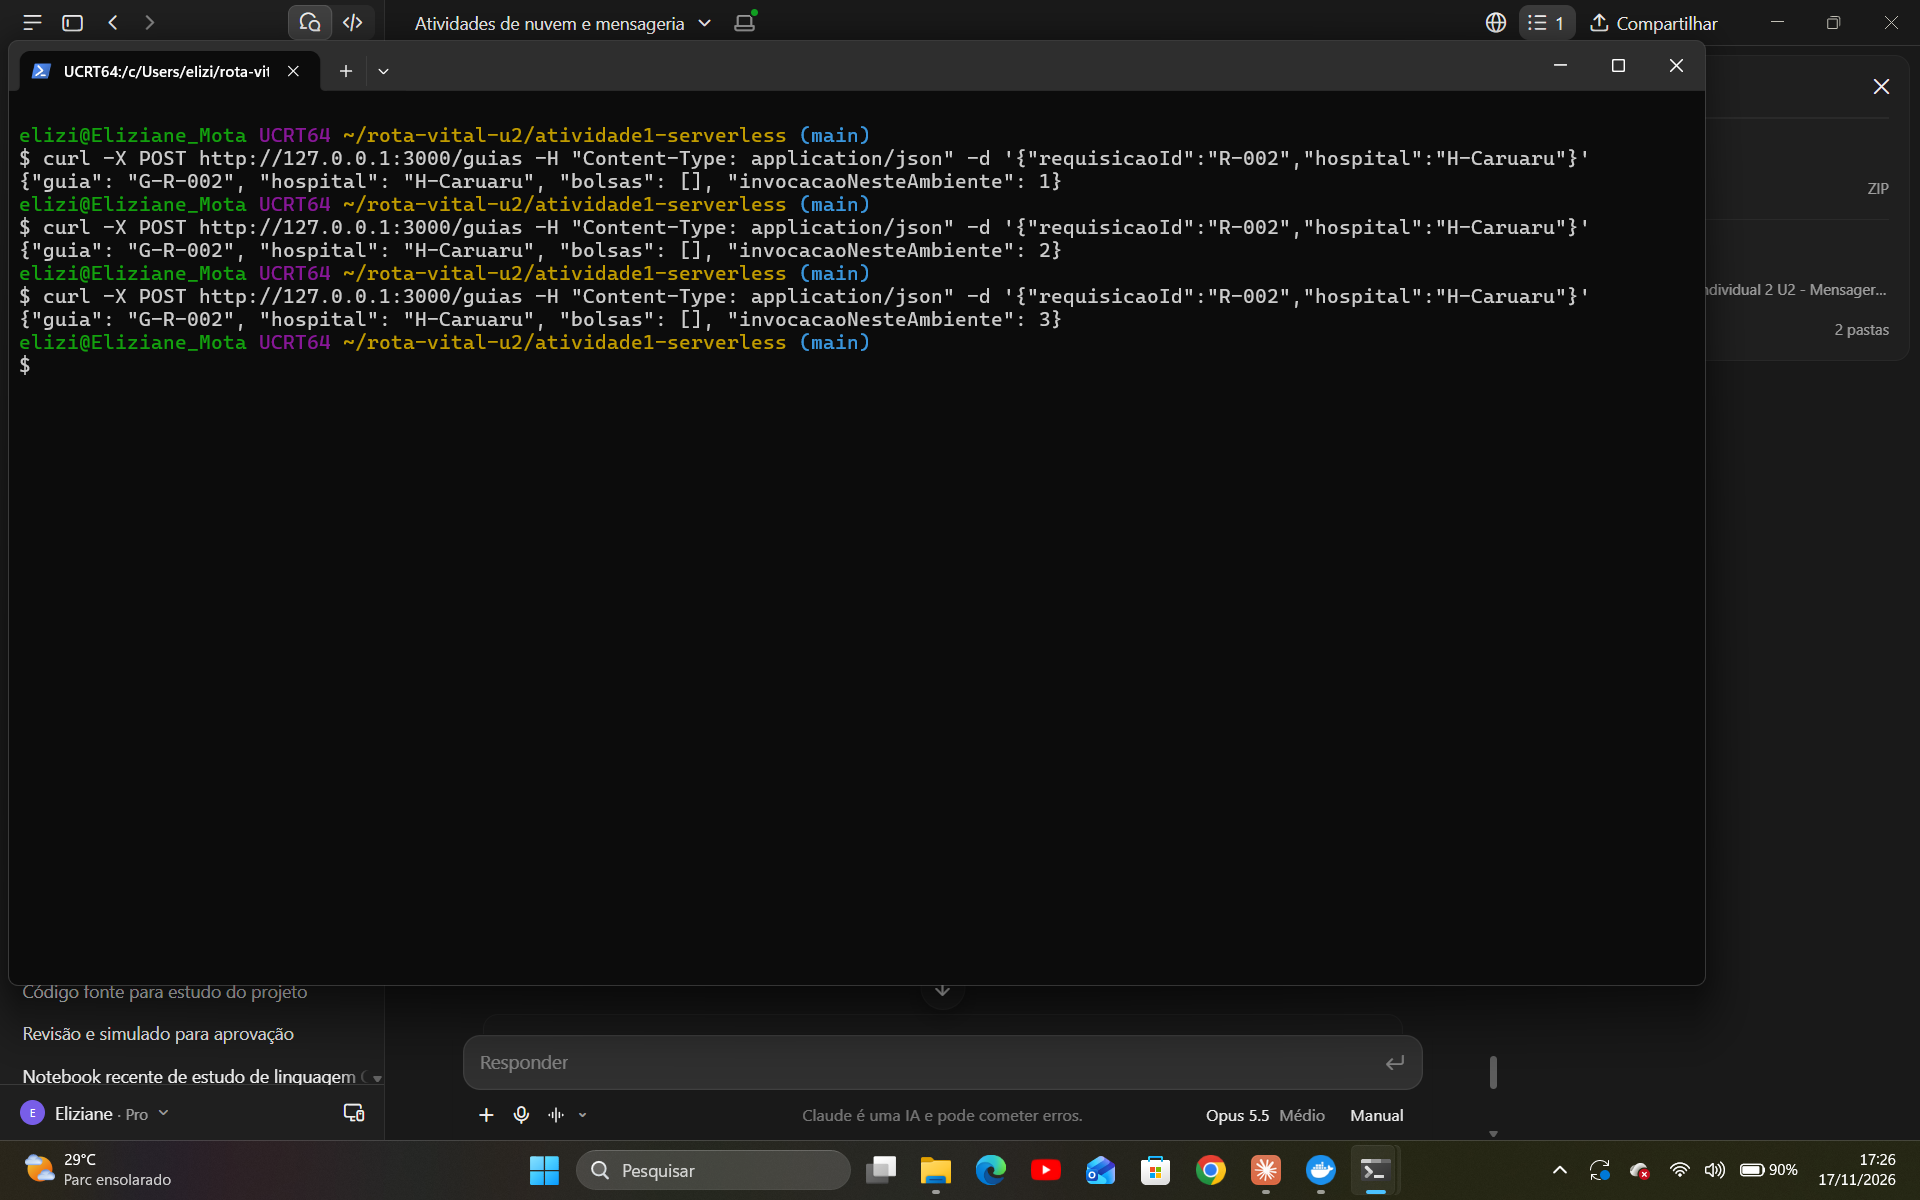 Atividades de nuvem e mensageria
1
Compartilhar
UCRT64:/c/Users/elizi/rota-vit
elizi@Eliziane_Mota UCRT64 ~/rota-vital-u2/atividade1-serverless (main)
$ curl -X POST http://127.0.0.1:3000/guias -H "Content-Type: application/json" -d '{"requisicaoId":"R-002","hospital":"H-Caruaru"}'
{"guia": "G-R-002", "hospital": "H-Caruaru", "bolsas": [], "invocacaoNesteAmbiente": 1}
elizi@Eliziane_Mota UCRT64 ~/rota-vital-u2/atividade1-serverless (main)
$ curl -X POST http://127.0.0.1:3000/guias -H "Content-Type: application/json" -d '{"requisicaoId":"R-002","hospital":"H-Caruaru"}'
{"guia": "G-R-002", "hospital": "H-Caruaru", "bolsas": [], "invocacaoNesteAmbiente": 2}
elizi@Eliziane_Mota UCRT64 ~/rota-vital-u2/atividade1-serverless (main)
$ curl -X POST http://127.0.0.1:3000/guias -H "Content-Type: application/json" -d '{"requisicaoId":"R-002","hospital":"H-Caruaru"}'
{"guia": "G-R-002", "hospital": "H-Caruaru", "bolsas": [], "invocacaoNesteAmbiente": 3}
elizi@Eliziane_Mota UCRT64 ~/rota-vital-u2/atividade1-serverless (main)
$
ZIP
ndividual 2 U2 - Mensager...
2 pastas
Código fonte para estudo do projeto
Revisão e simulado para aprovação
Notebook recente de estudo de linguagem
E Eliziane · Pro
Responder
Claude é uma IA e pode cometer erros.
Opus 5.5 Médio
Manual
29°C
Parc ensolarado
Pesquisar
90%
17:26
17/11/2026